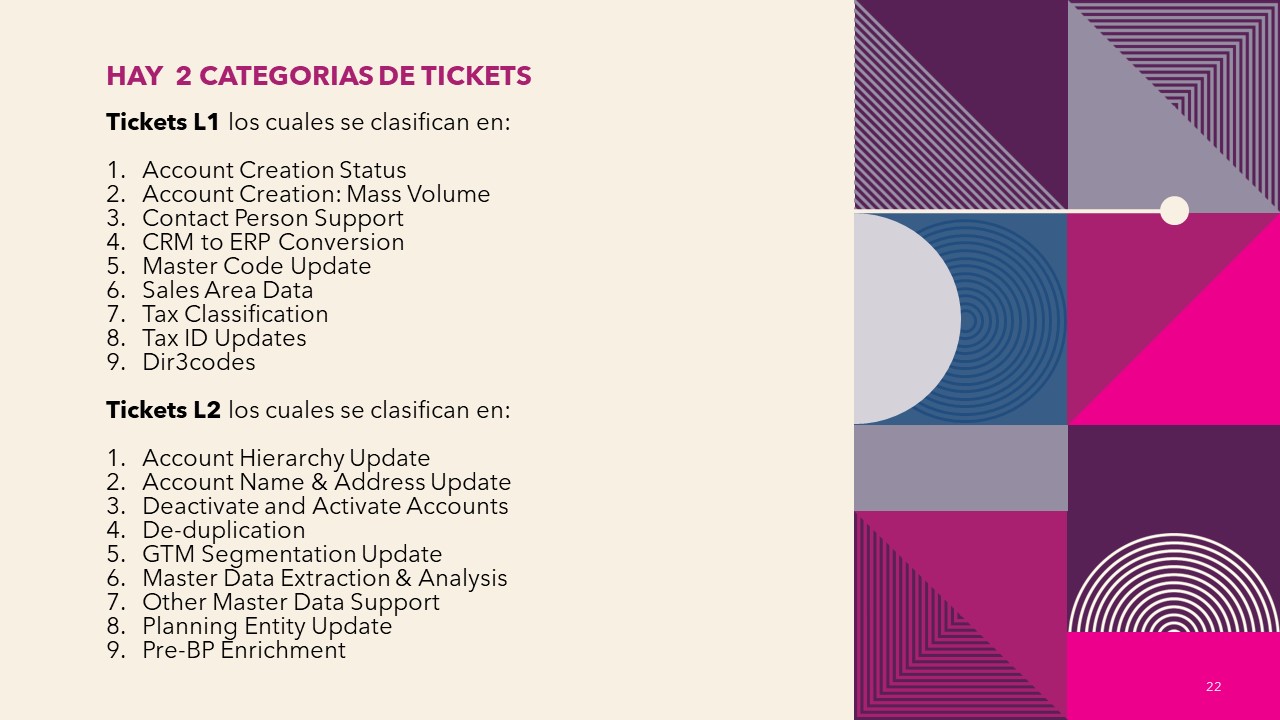 HAY  2 CATEGORIAS DE TICKETS
Tickets L1 los cuales se clasifican en:
1. Account Creation Status
2. Account Creation: Mass Volume
3. Contact Person Support
4. CRM to ERP Conversion
5. Master Code Update
6. Sales Area Data
7. Tax Classification
8. Tax ID Updates
9. Dir3codes
Tickets L2 los cuales se clasifican en:
1. Account Hierarchy Update
2. Account Name & Address Update
3. Deactivate and Activate Accounts
4. De-duplication
5. GTM Segmentation Update
6. Master Data Extraction & Analysis
7. Other Master Data Support
8. Planning Entity Update
9. Pre-BP Enrichment
22